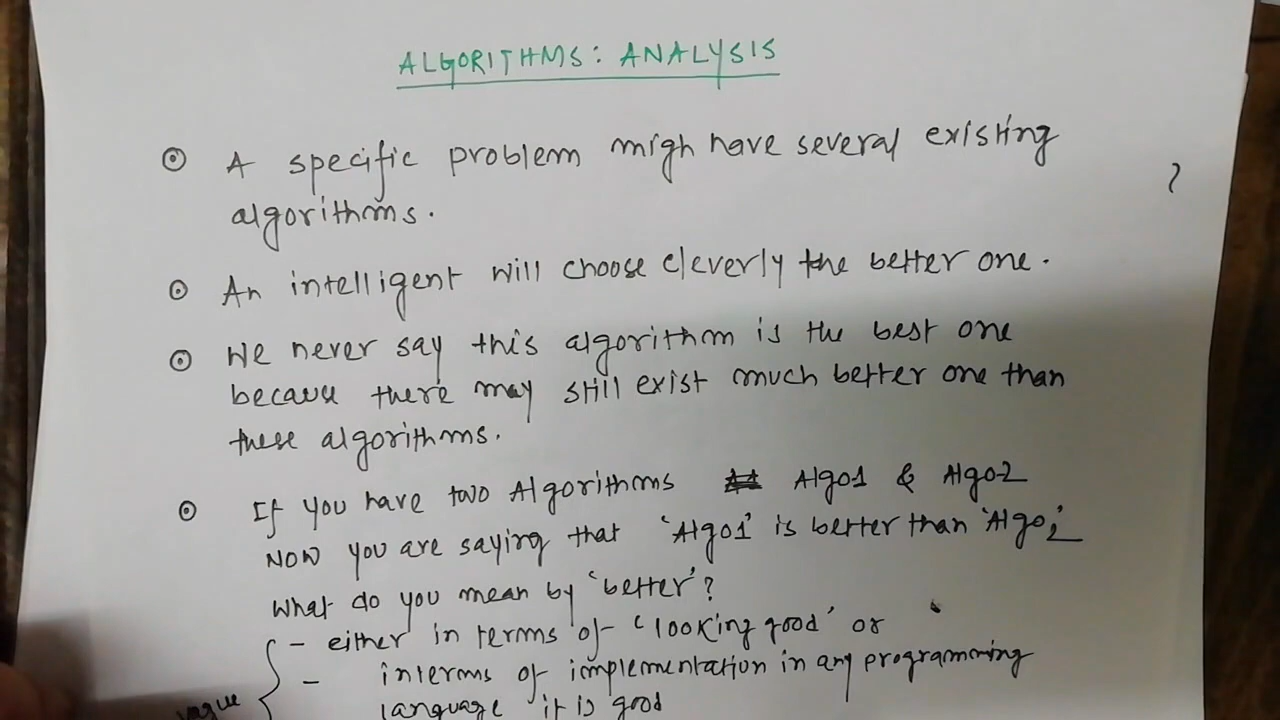 ALGORITHMS: ANALYSIS
A specific problem migh have several existing
algorithms.
An intelligent will choose cleverly the better one.
We never say this algorithm is the best one
because there may still exist much better one than
these algorithms.
If you have two Algorithms Algo1 & Algo2
Now you are saying that 'Algo1' is better than 'Algo2'
What do you mean by 'better'?
- either in terms of 'looking good' or
- interms of implementation in any programming
vague language it is good